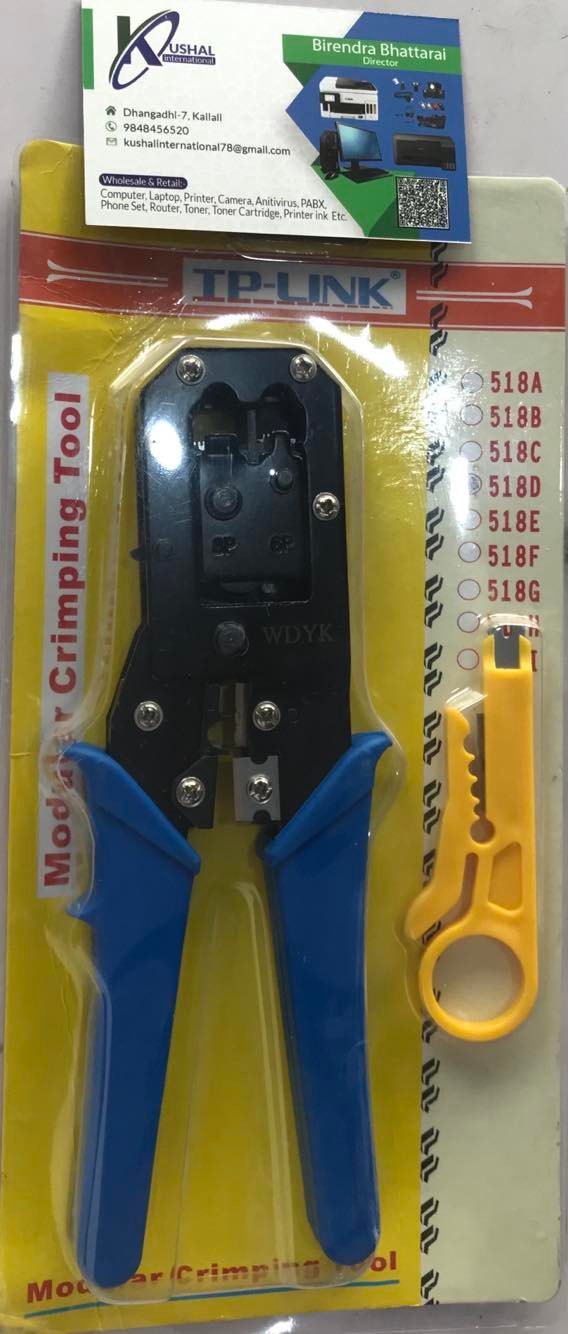 KUSHAL
international
Birendra Bhattarai
Director
Dhangadhi-7, Kailali
9848456520
kushalinternational78@gmail.com
Wholesale & Retail:-
Computer, Laptop, Printer, Camera, Anitivirus, PABX,
Phone Set, Router, Toner, Toner Cartridge, Printer ink Etc.
TP-LINK®
Modular Crimping Tool
518A
518B
518C
518D
518E
518F
518G
H
I
8P 6P
WDYK
Modular Crimping Tool